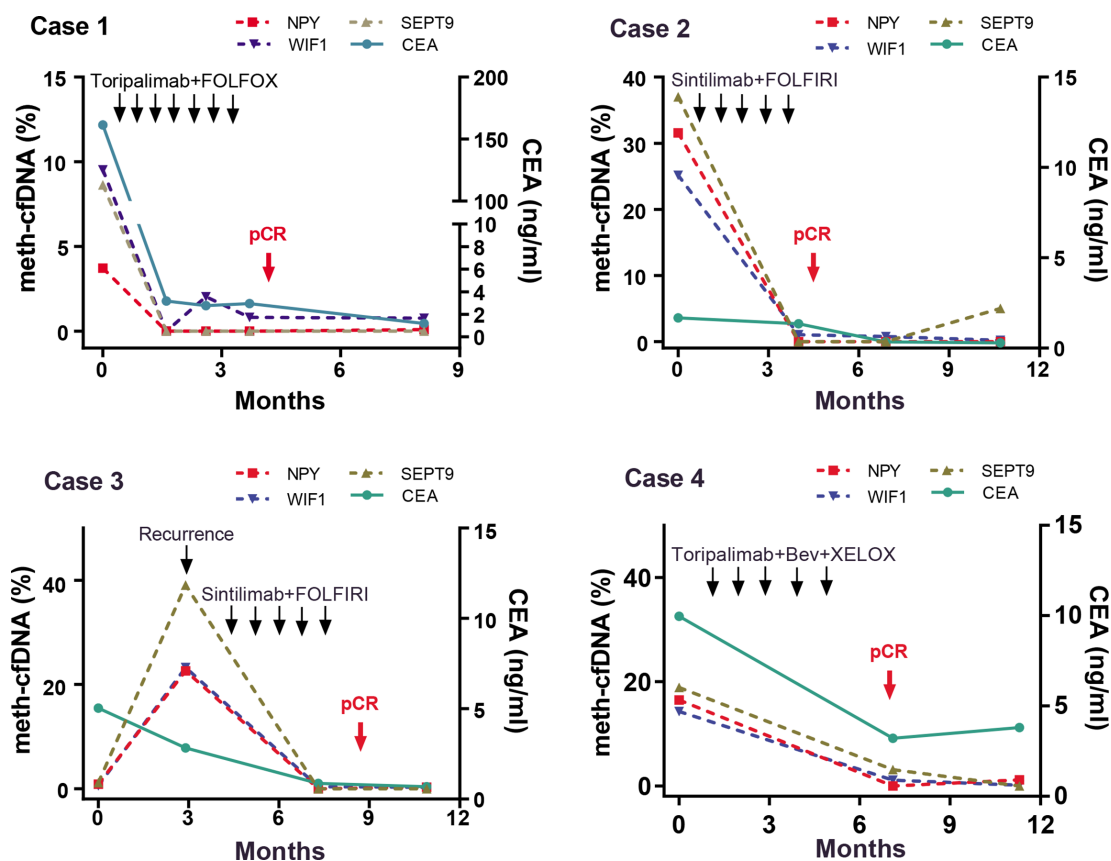 Case 1
NPY
SEPT9
WIF1
CEA
Toripalimab+FOLFOX
pCR
meth-cfDNA (%)
15
10
5
0
CEA (ng/ml)
200
150
100
10
8
6
4
2
0
0
3
6
9
Months
Case 2
NPY
SEPT9
WIF1
CEA
Sintilimab+FOLFIRI
pCR
meth-cfDNA (%)
40
30
20
10
0
CEA (ng/ml)
15
10
5
0
0
3
6
9
12
Months
Case 3
NPY
SEPT9
WIF1
CEA
Recurrence
Sintilimab+FOLFIRI
pCR
meth-cfDNA (%)
40
20
0
CEA (ng/ml)
15
10
5
0
0
3
6
9
12
Months
Case 4
NPY
SEPT9
WIF1
CEA
Toripalimab+Bev+XELOX
pCR
meth-cfDNA (%)
40
20
0
CEA (ng/ml)
15
10
5
0
0
3
6
9
12
Months